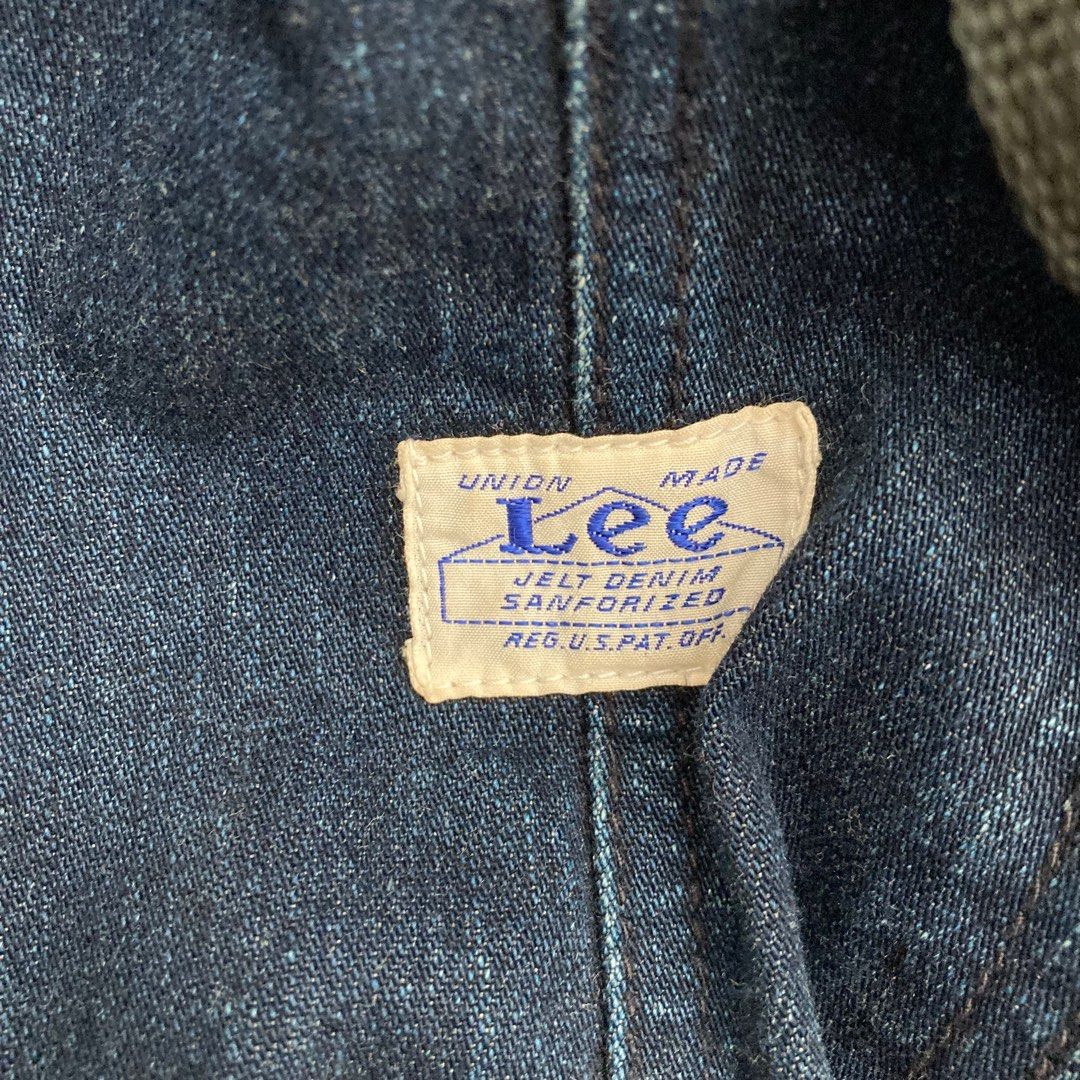 UNION MADE
Lee
JELT DENIM
SANFORIZED
REG. U.S. PAT. OFF.